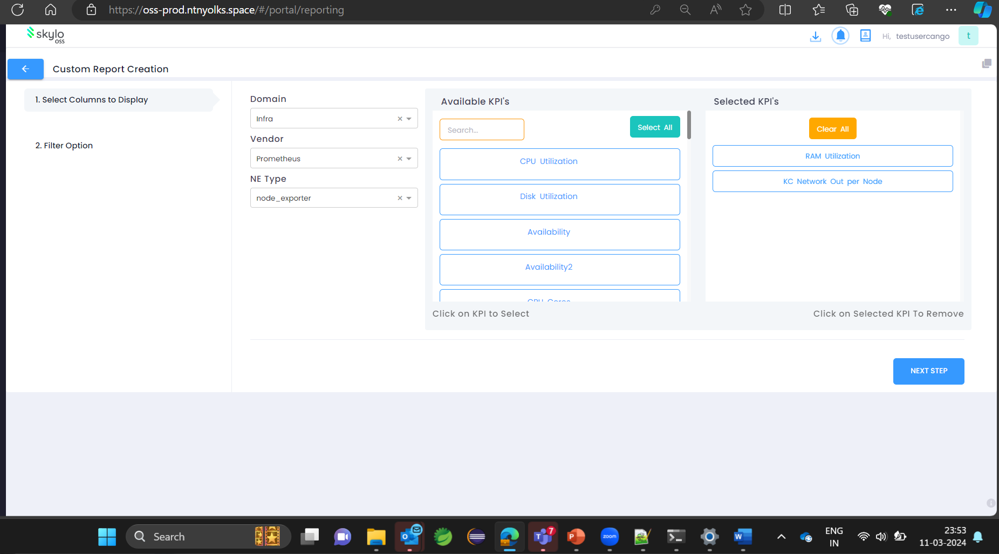 https://oss-prod.ntnyolks.space/#/portal/reporting
skylo
oss
Hi, testusercango
t
Custom Report Creation
1. Select Columns to Display
2. Filter Option
Domain
Infra
Vendor
Prometheus
NE Type
node_exporter
Available KPI's
Search...
Select All
CPU Utilization
Disk Utilization
Availability
Availability2
CPU Cores
Click on KPI to Select
Selected KPI's
Clear All
RAM Utilization
KC Network Out per Node
Click on Selected KPI To Remove
NEXT STEP
Search
7
zoom
ENG
IN
23:53
11-03-2024